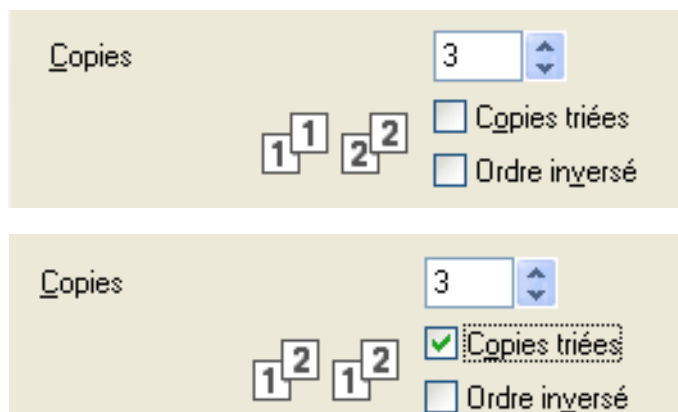 Copies 3
1 1 2 2 Copies triées
Ordre inversé
Copies 3
1 2 1 2 Copies triées
Ordre inversé